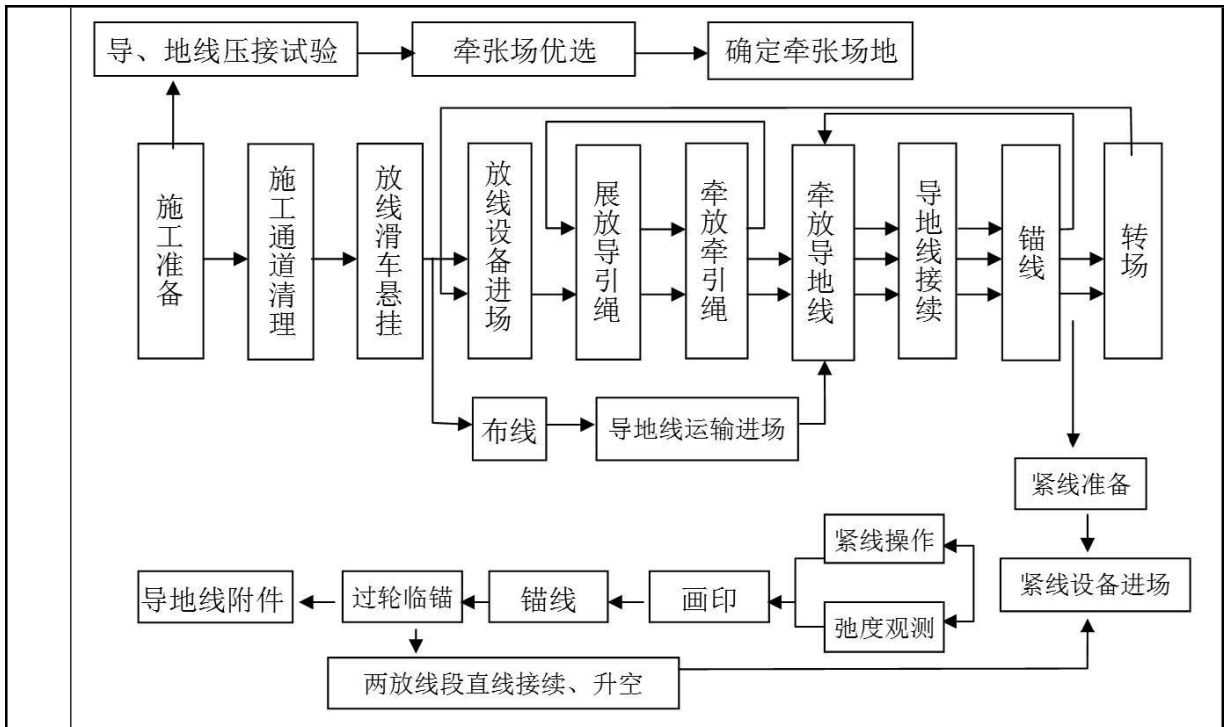 导、地线压接试验
牵张场优选
确定牵张场地
施工准备
施工通道清理
放线滑车悬挂
放线设备进场
展放导引绳
牵放牵引绳
牵放导地线
导地线接续
锚线
转场
布线
导地线运输进场
紧线准备
紧线操作
紧线设备进场
导地线附件
过轮临锚
锚线
画印
弛度观测
两放线段直线接续、升空